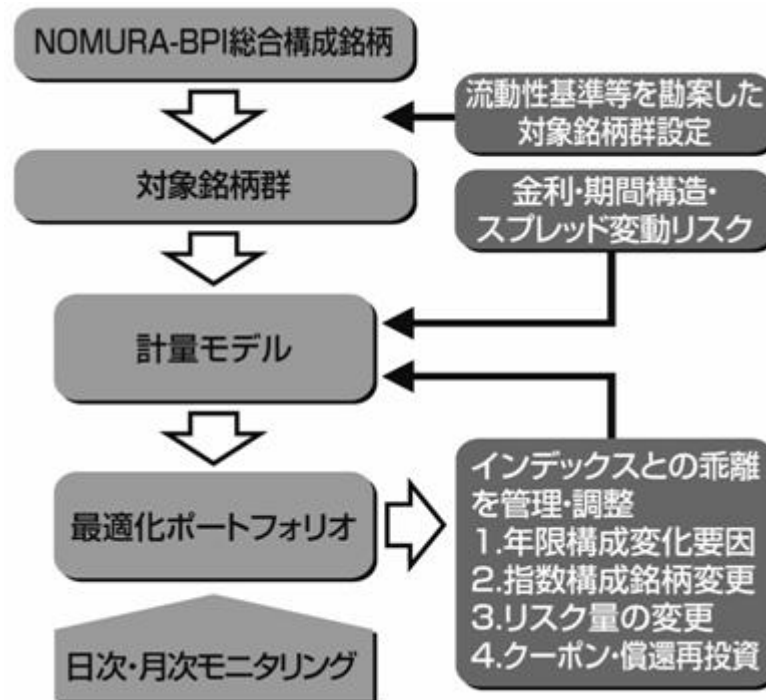 NOMURA-BPI総合構成銘柄
流動性基準等を勘案した
対象銘柄群設定
対象銘柄群
金利・期間構造・
スプレッド変動リスク
計量モデル
最適化ポートフォリオ
インデックスとの乖離
を管理・調整
1.年限構成変化要因
2.指数構成銘柄変更
3.リスク量の変更
4.クーポン・償還再投資
日次・月次モニタリング